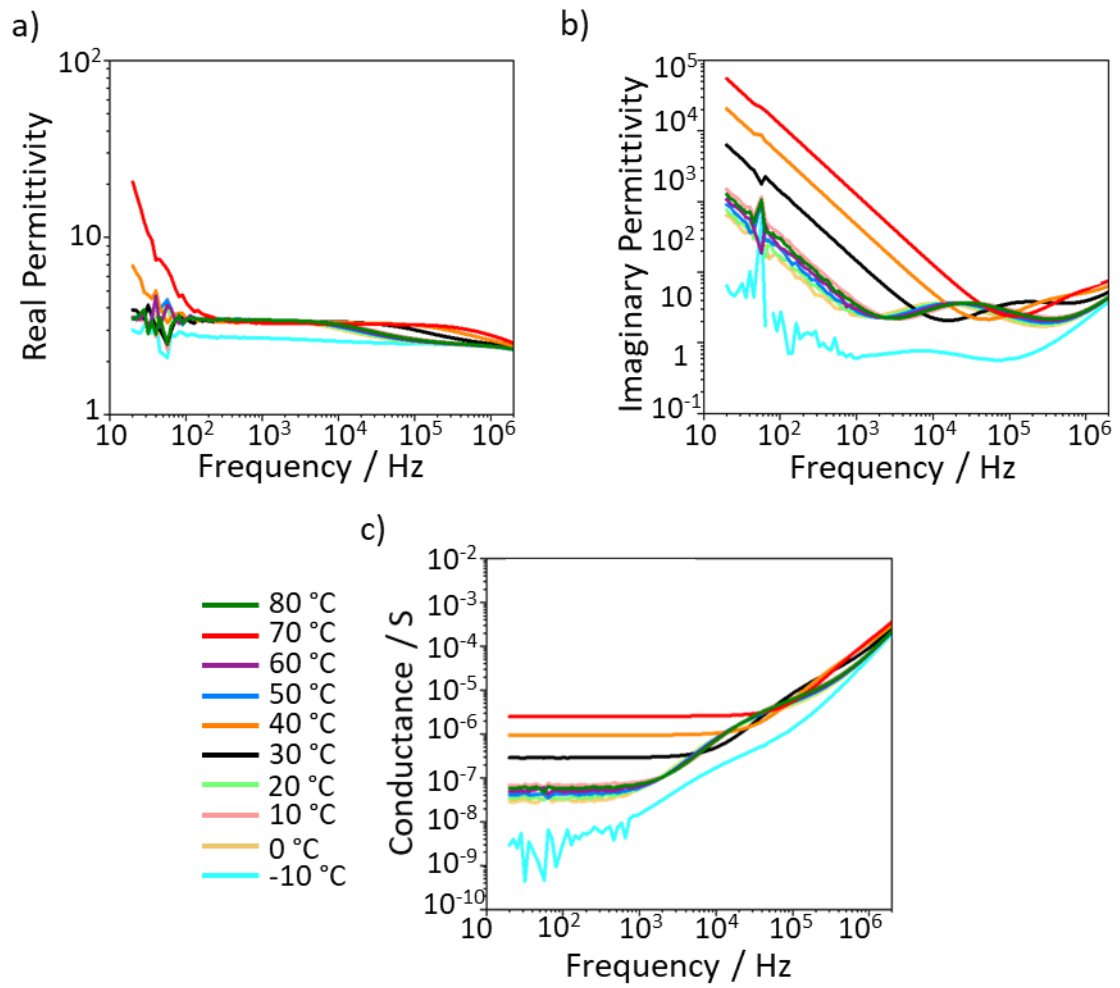 a)
10²
10
1
Real Permittivity
10 10² 10³ 10⁴ 10⁵ 10⁶
Frequency / Hz
b)
10⁵
10⁴
10³
10²
10
1
10⁻¹
Imaginary Permittivity
10 10² 10³ 10⁴ 10⁵ 10⁶
Frequency / Hz
c)
10⁻²
10⁻³
10⁻⁴
10⁻⁵
10⁻⁶
10⁻⁷
10⁻⁸
10⁻⁹
10⁻¹⁰
Conductance / S
10 10² 10³ 10⁴ 10⁵ 10⁶
Frequency / Hz
80 °C
70 °C
60 °C
50 °C
40 °C
30 °C
20 °C
10 °C
0 °C
-10 °C